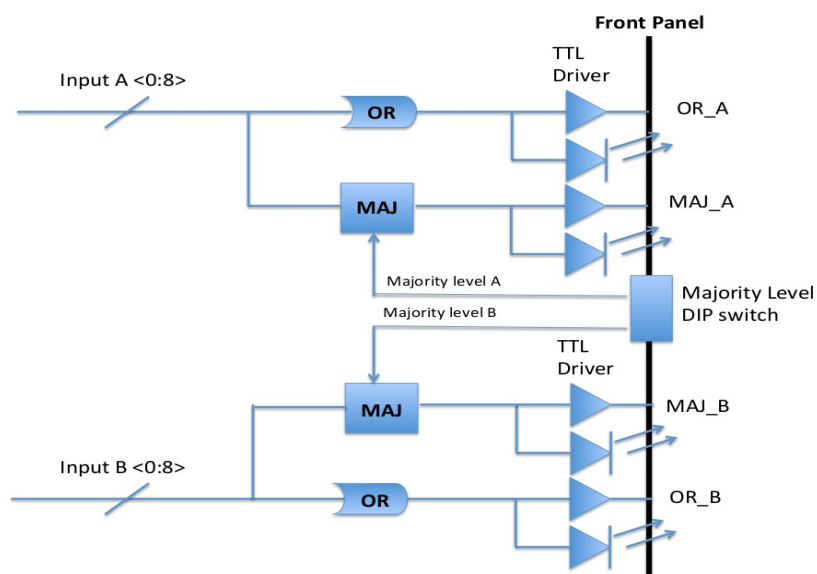 Front Panel
TTL
Driver
Input A <0:8>
OR
OR_A
MAJ
MAJ_A
Majority level A
Majority Level
DIP switch
Majority level B
TTL
Driver
MAJ
MAJ_B
Input B <0:8>
OR
OR_B